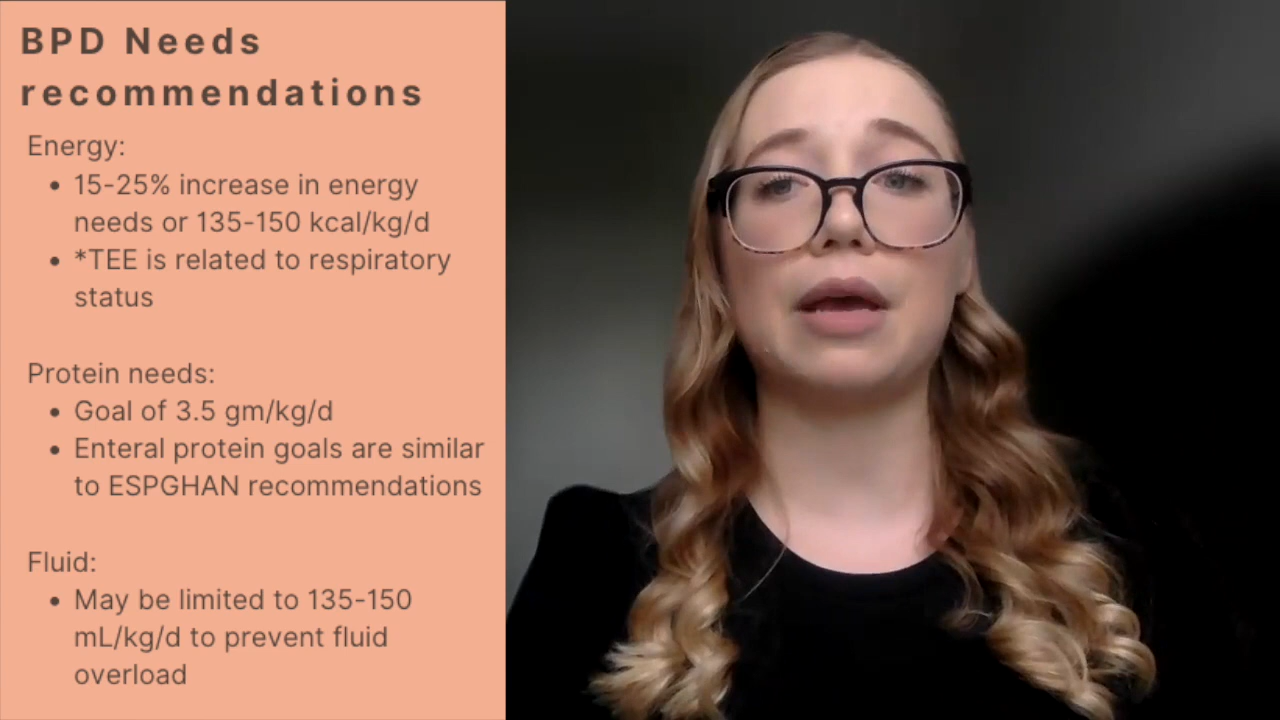 BPD Needs
recommendations
Energy:
• 15-25% increase in energy
needs or 135-150 kcal/kg/d
• *TEE is related to respiratory
status
Protein needs:
• Goal of 3.5 gm/kg/d
• Enteral protein goals are similar
to ESPGHAN recommendations
Fluid:
• May be limited to 135-150
mL/kg/d to prevent fluid
overload